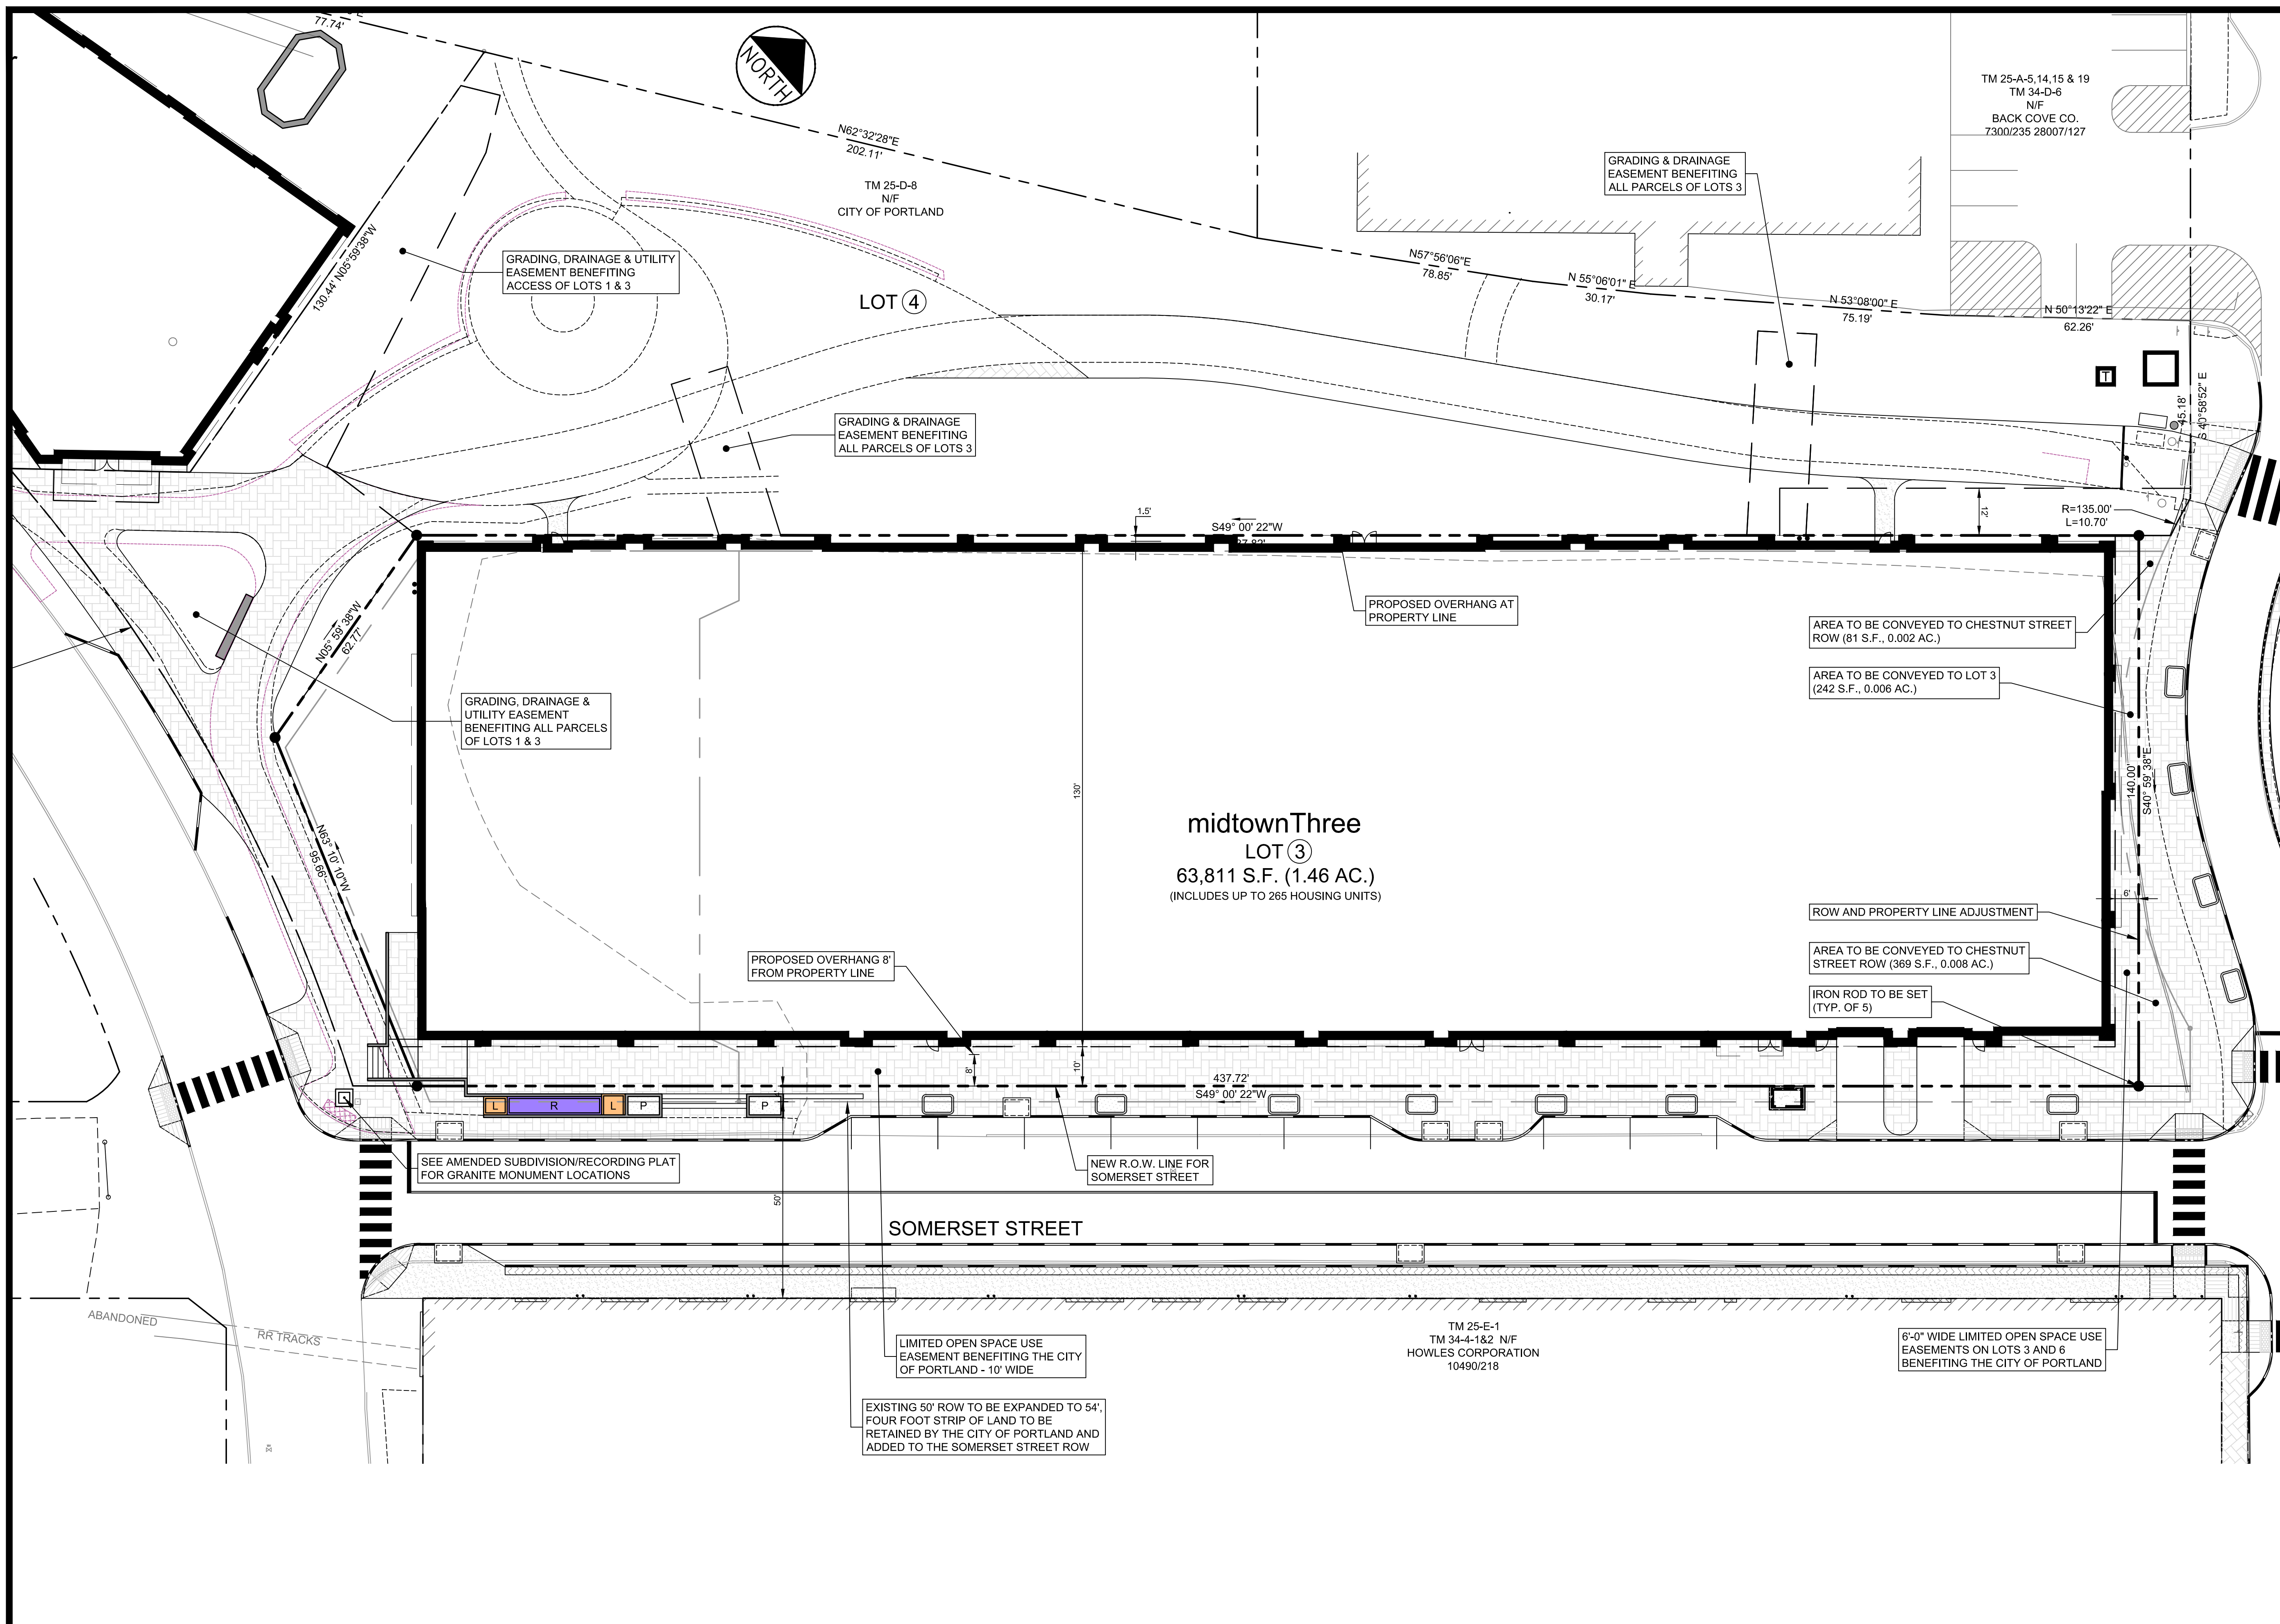 77.74'
NORTH
TM 25-A-5,14,15 & 19
TM 34-D-6
N/F
BACK COVE CO.
7300/235 28007/127
N62°32'28"E
202.11'
TM 25-D-8
N/F
CITY OF PORTLAND
GRADING & DRAINAGE
EASEMENT BENEFITING
ALL PARCELS OF LOTS 3
130.44' N05°59'38"W
GRADING, DRAINAGE & UTILITY
EASEMENT BENEFITING
ACCESS OF LOTS 1 & 3
LOT 4
N57°56'06"E
78.85'
N 55°06'01" E
30.17'
N 53°08'00" E
75.19'
N 50°13'22" E
62.26'
T
S 40°58'52" E
GRADING & DRAINAGE
EASEMENT BENEFITING
ALL PARCELS OF LOTS 3
1.5'
S49° 00' 22"W
12'
R=135.00'
L=10.70'
PROPOSED OVERHANG AT
PROPERTY LINE
AREA TO BE CONVEYED TO CHESTNUT STREET
ROW (81 S.F., 0.002 AC.)
N05° 59' 38"W
62.77'
AREA TO BE CONVEYED TO LOT 3
(242 S.F., 0.006 AC.)
GRADING, DRAINAGE &
UTILITY EASEMENT
BENEFITING ALL PARCELS
OF LOTS 1 & 3
130'
140.00'
S40° 59' 38"E
midtownThree
LOT 3
63,811 S.F. (1.46 AC.)
(INCLUDES UP TO 265 HOUSING UNITS)
N63° 10' 10"W
95.66'
6'
ROW AND PROPERTY LINE ADJUSTMENT
PROPOSED OVERHANG 8'
FROM PROPERTY LINE
AREA TO BE CONVEYED TO CHESTNUT
STREET ROW (369 S.F., 0.008 AC.)
IRON ROD TO BE SET
(TYP. OF 5)
8'
10'
437.72'
S49° 00' 22"W
L
R
L
P
P
SEE AMENDED SUBDIVISION/RECORDING PLAT
FOR GRANITE MONUMENT LOCATIONS
NEW R.O.W. LINE FOR
SOMERSET STREET
50'
SOMERSET STREET
ABANDONED
RR TRACKS
LIMITED OPEN SPACE USE
EASEMENT BENEFITING THE CITY
OF PORTLAND - 10' WIDE
TM 25-E-1
TM 34-4-1&2 N/F
HOWLES CORPORATION
10490/218
6'-0" WIDE LIMITED OPEN SPACE USE
EASEMENTS ON LOTS 3 AND 6
BENEFITING THE CITY OF PORTLAND
EXISTING 50' ROW TO BE EXPANDED TO 54',
FOUR FOOT STRIP OF LAND TO BE
RETAINED BY THE CITY OF PORTLAND AND
ADDED TO THE SOMERSET STREET ROW